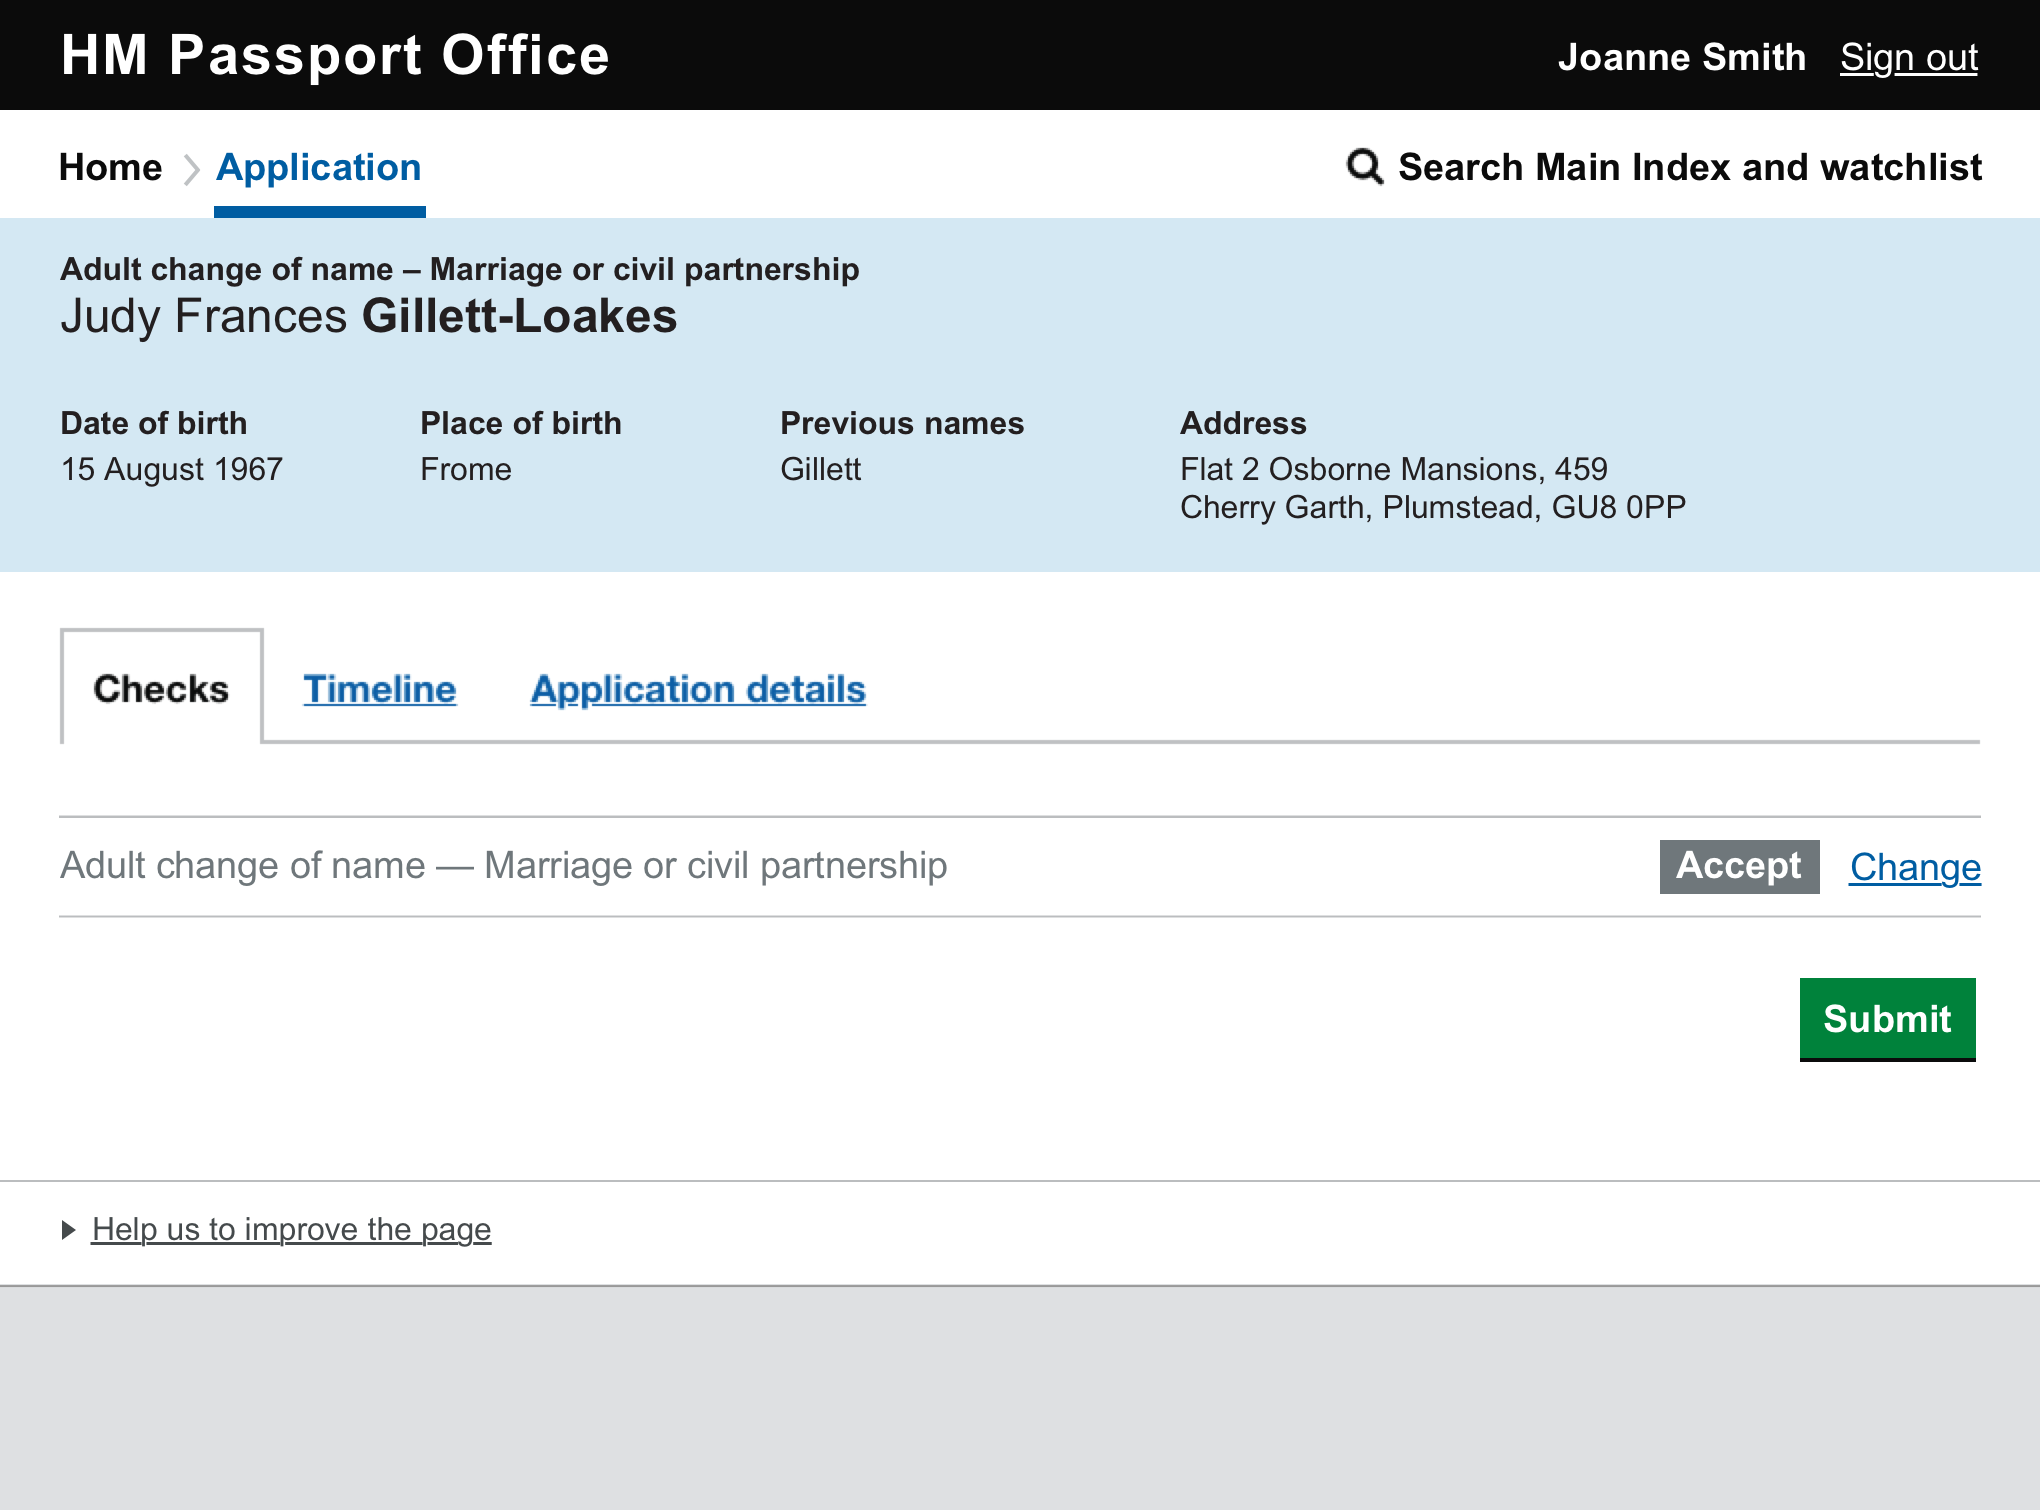 HM Passport Office
Joanne Smith Sign out
Home Application
Search Main Index and watchlist
Adult change of name – Marriage or civil partnership
Judy Frances Gillett-Loakes
Date of birth
15 August 1967
Place of birth
Frome
Previous names
Gillett
Address
Flat 2 Osborne Mansions, 459
Cherry Garth, Plumstead, GU8 0PP
Checks Timeline Application details
Adult change of name — Marriage or civil partnership Accept Change
Submit
Help us to improve the page